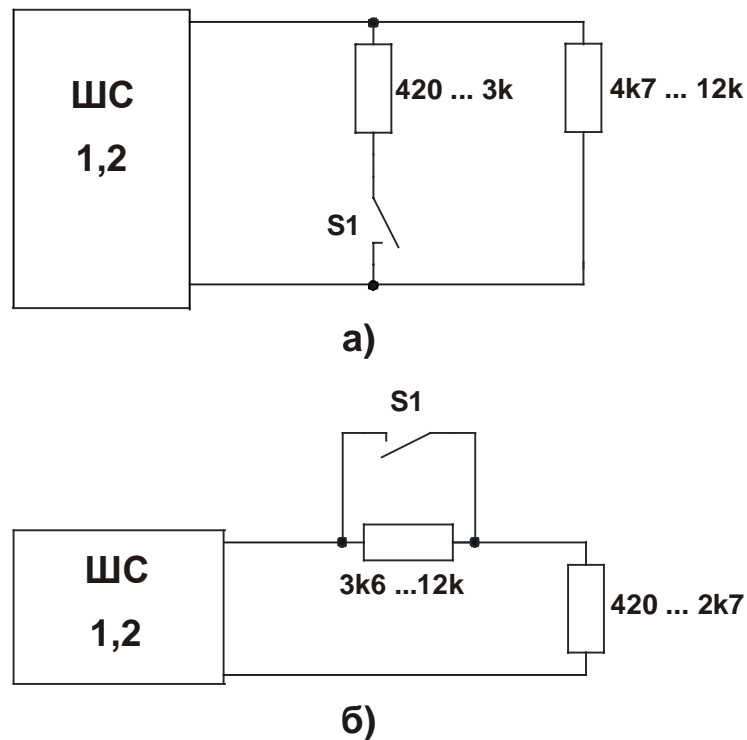 ШС
1,2
420 ... 3k
4k7 ... 12k
S1
а)
S1
ШС
1,2
3k6 ...12k
420 ... 2k7
б)